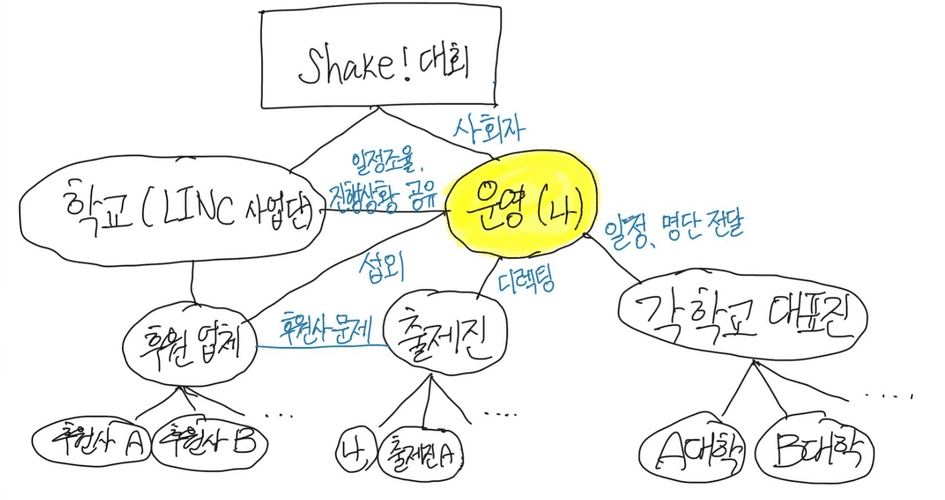 Shake! 대회
사회자
학교 (LINC 사업단)
일정조율,
진행상황 공유
운영 (나)
일정, 명단 전달
섭외
디렉팅
후원 업체
후원사 문제
출제진
각 학교 대표진
후원사 A
후원사 B
...
나,
출제진 A
....
A대학
B대학
....